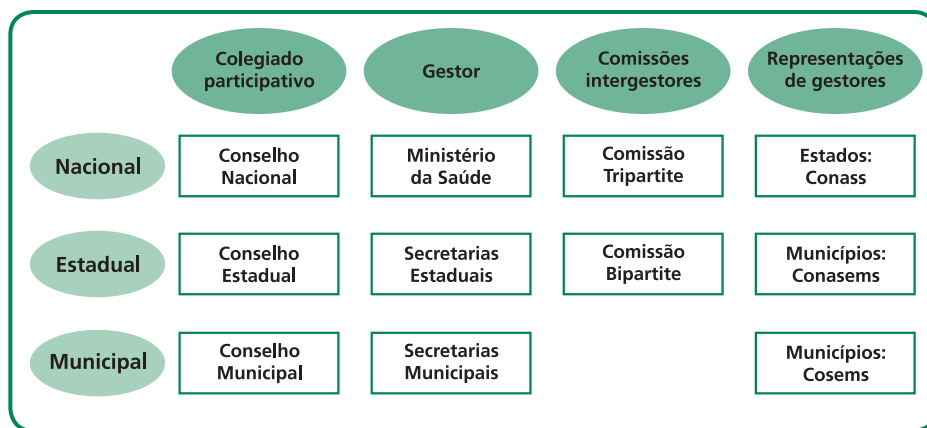 Colegiado
participativo
Gestor
Comissões
intergestores
Representações
de gestores
Nacional
Conselho
Nacional
Ministério
da Saúde
Comissão
Tripartite
Estados:
Conass
Estadual
Conselho
Estadual
Secretarias
Estaduais
Comissão
Bipartite
Municípios:
Conasems
Municipal
Conselho
Municipal
Secretarias
Municipais
Municípios:
Cosems